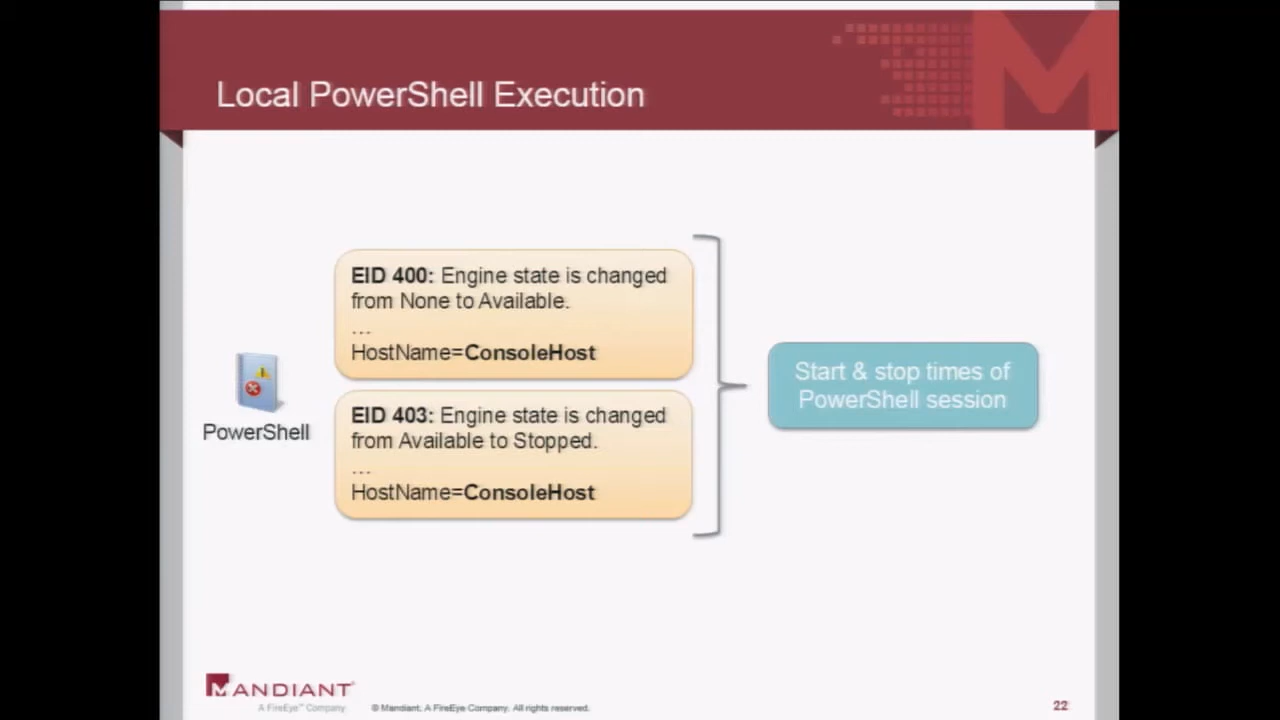 Local PowerShell Execution
EID 400: Engine state is changed
from None to Available.
…
HostName=ConsoleHost
EID 403: Engine state is changed
from Available to Stopped.
…
HostName=ConsoleHost
PowerShell
Start & stop times of
PowerShell session
MANDIANT
A FireEye™ Company
© Mandiant, A FireEye Company. All rights reserved.
22